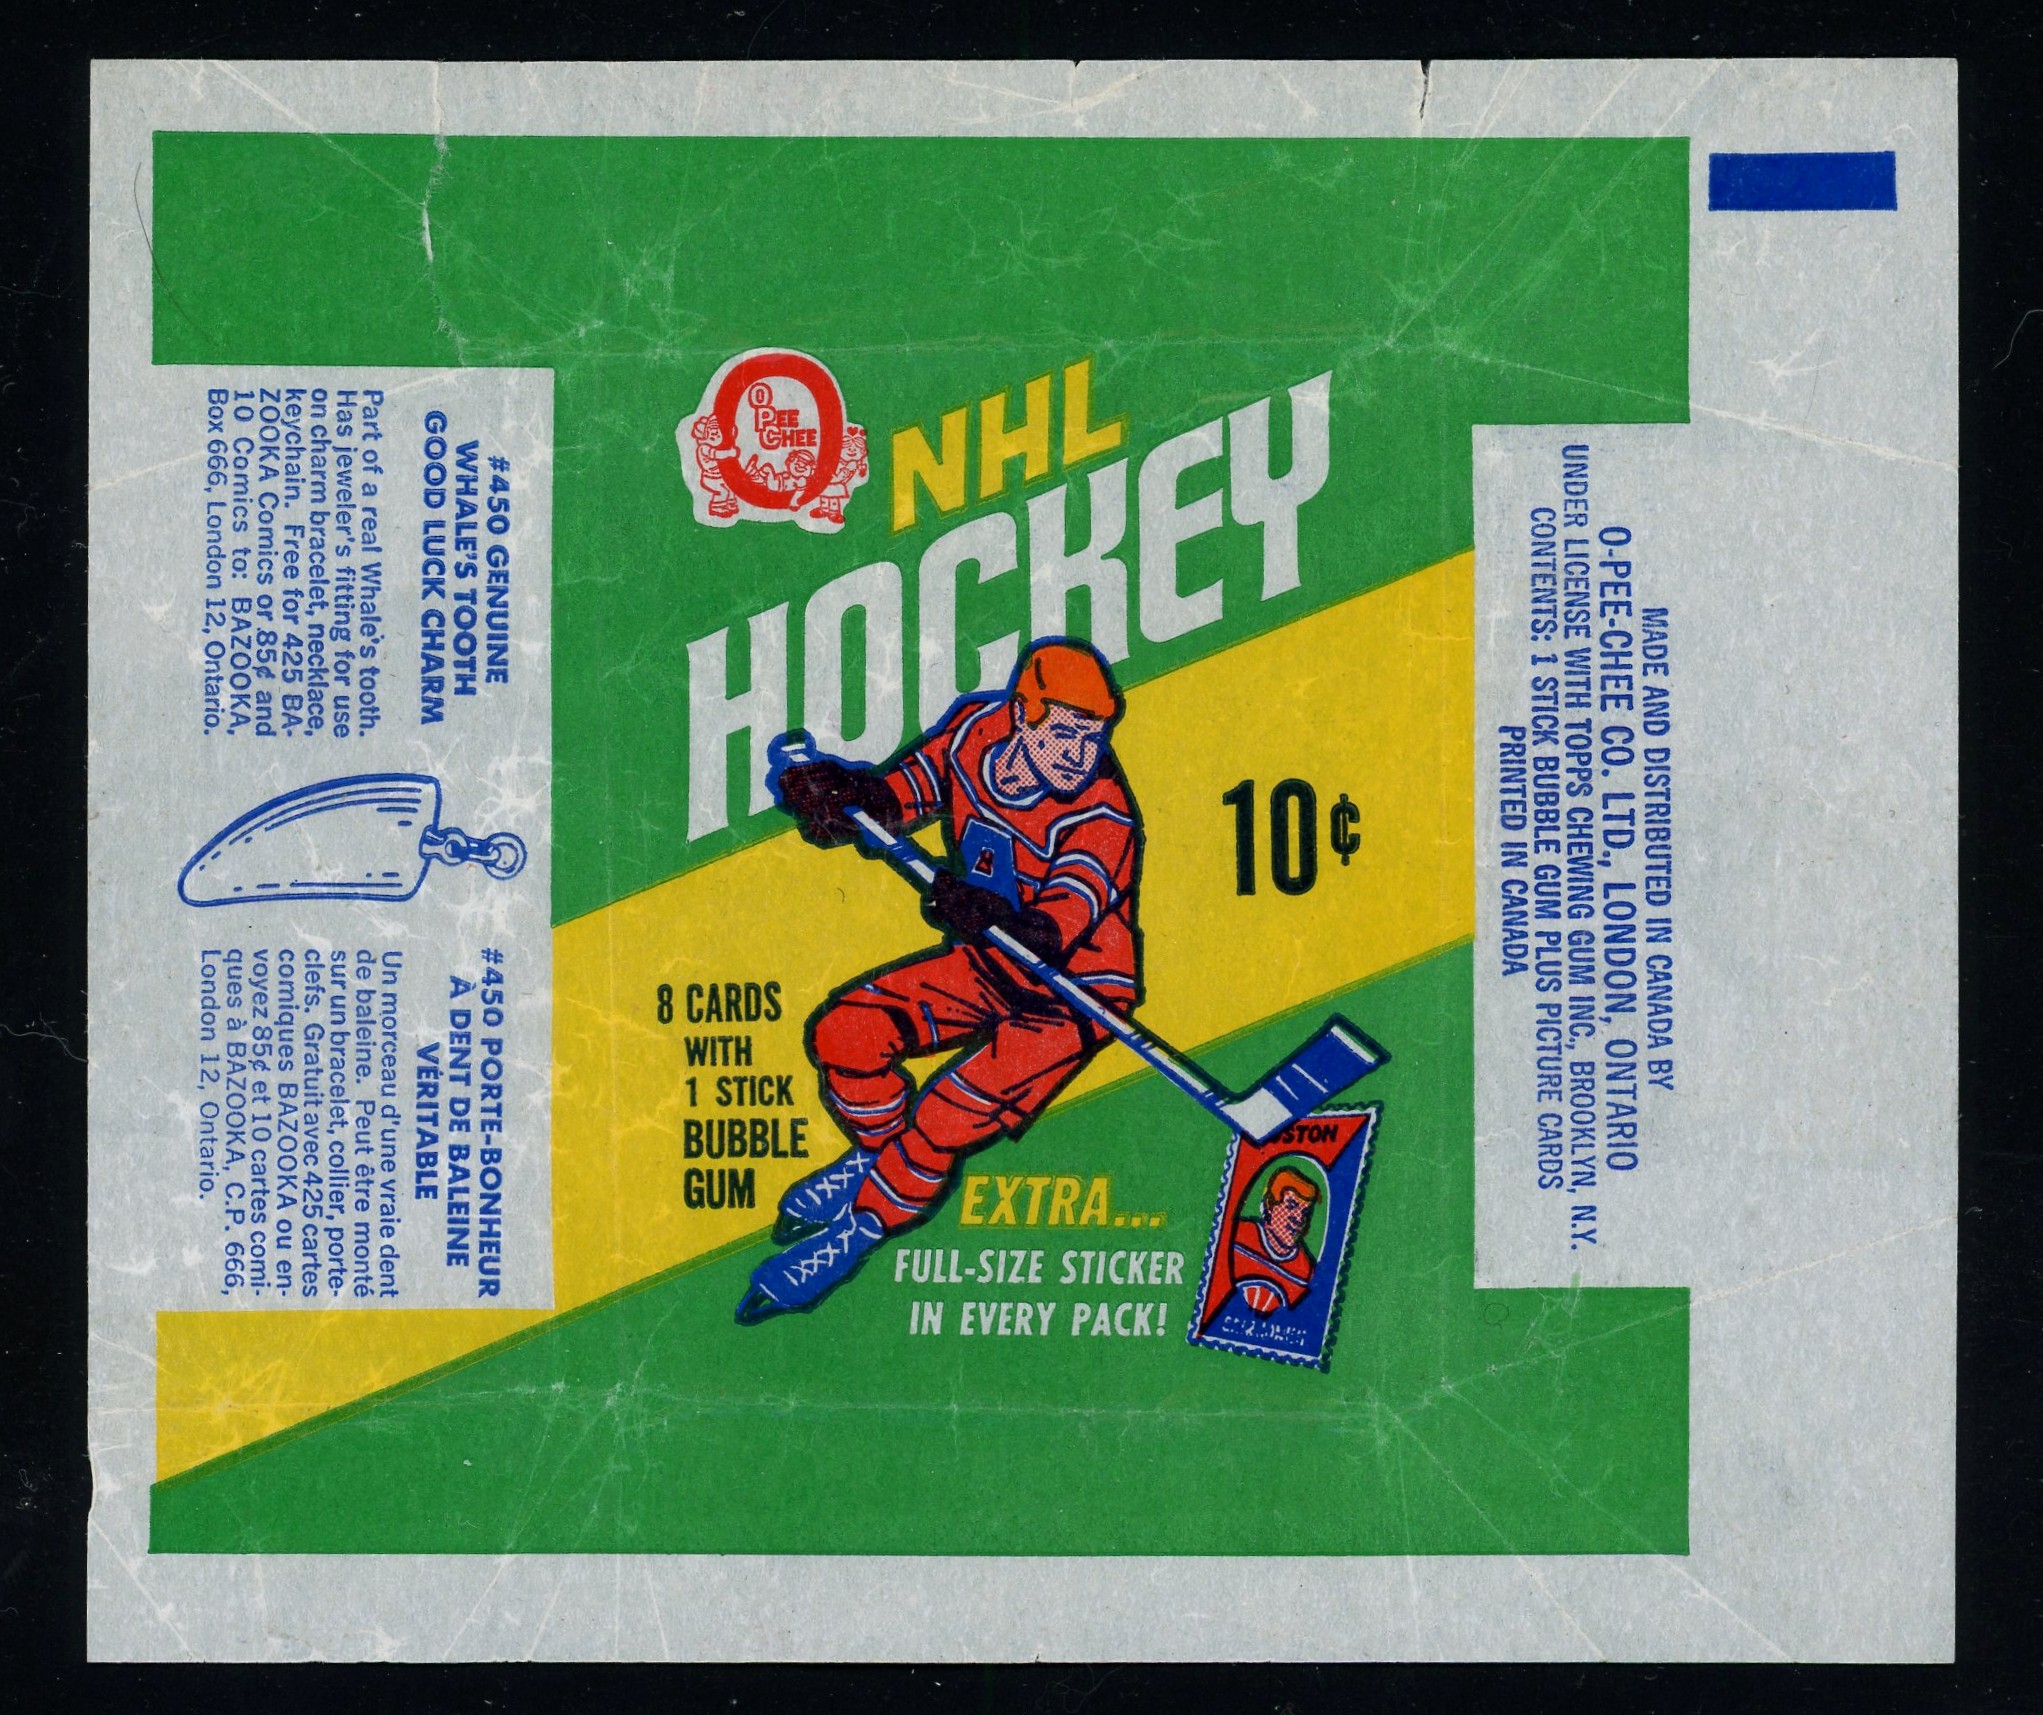 O
PEE
CHEE
NHL
HOCKEY
10¢
8 CARDS
WITH
1 STICK
BUBBLE
GUM
EXTRA...
FULL-SIZE STICKER
IN EVERY PACK!
STON
#450 GENUINE
WHALE'S TOOTH
GOOD LUCK CHARM
Part of a real Whale's tooth.
Has jeweler's fitting for use
on charm bracelet, necklace,
keychain. Free for 425 BA-
ZOOKA Comics or 85¢ and
10 Comics to: BAZOOKA,
Box 666, London 12, Ontario.
#450 PORTE-BONHEUR
À DENT DE BALEINE
VÉRITABLE
Un morceau d'une vraie dent
de baleine. Peut être monté
sur un bracelet, collier, porte-
clefs. Gratuit avec 425 cartes
comiques BAZOOKA ou en-
voyez 85¢ et 10 cartes comi-
ques à BAZOOKA, C.P. 666,
London 12, Ontario.
MADE AND DISTRIBUTED IN CANADA BY
O-PEE-CHEE CO. LTD., LONDON, ONTARIO
UNDER LICENSE WITH TOPPS CHEWING GUM INC., BROOKLYN, N.Y.
CONTENTS: 1 STICK BUBBLE GUM PLUS PICTURE CARDS
PRINTED IN CANADA